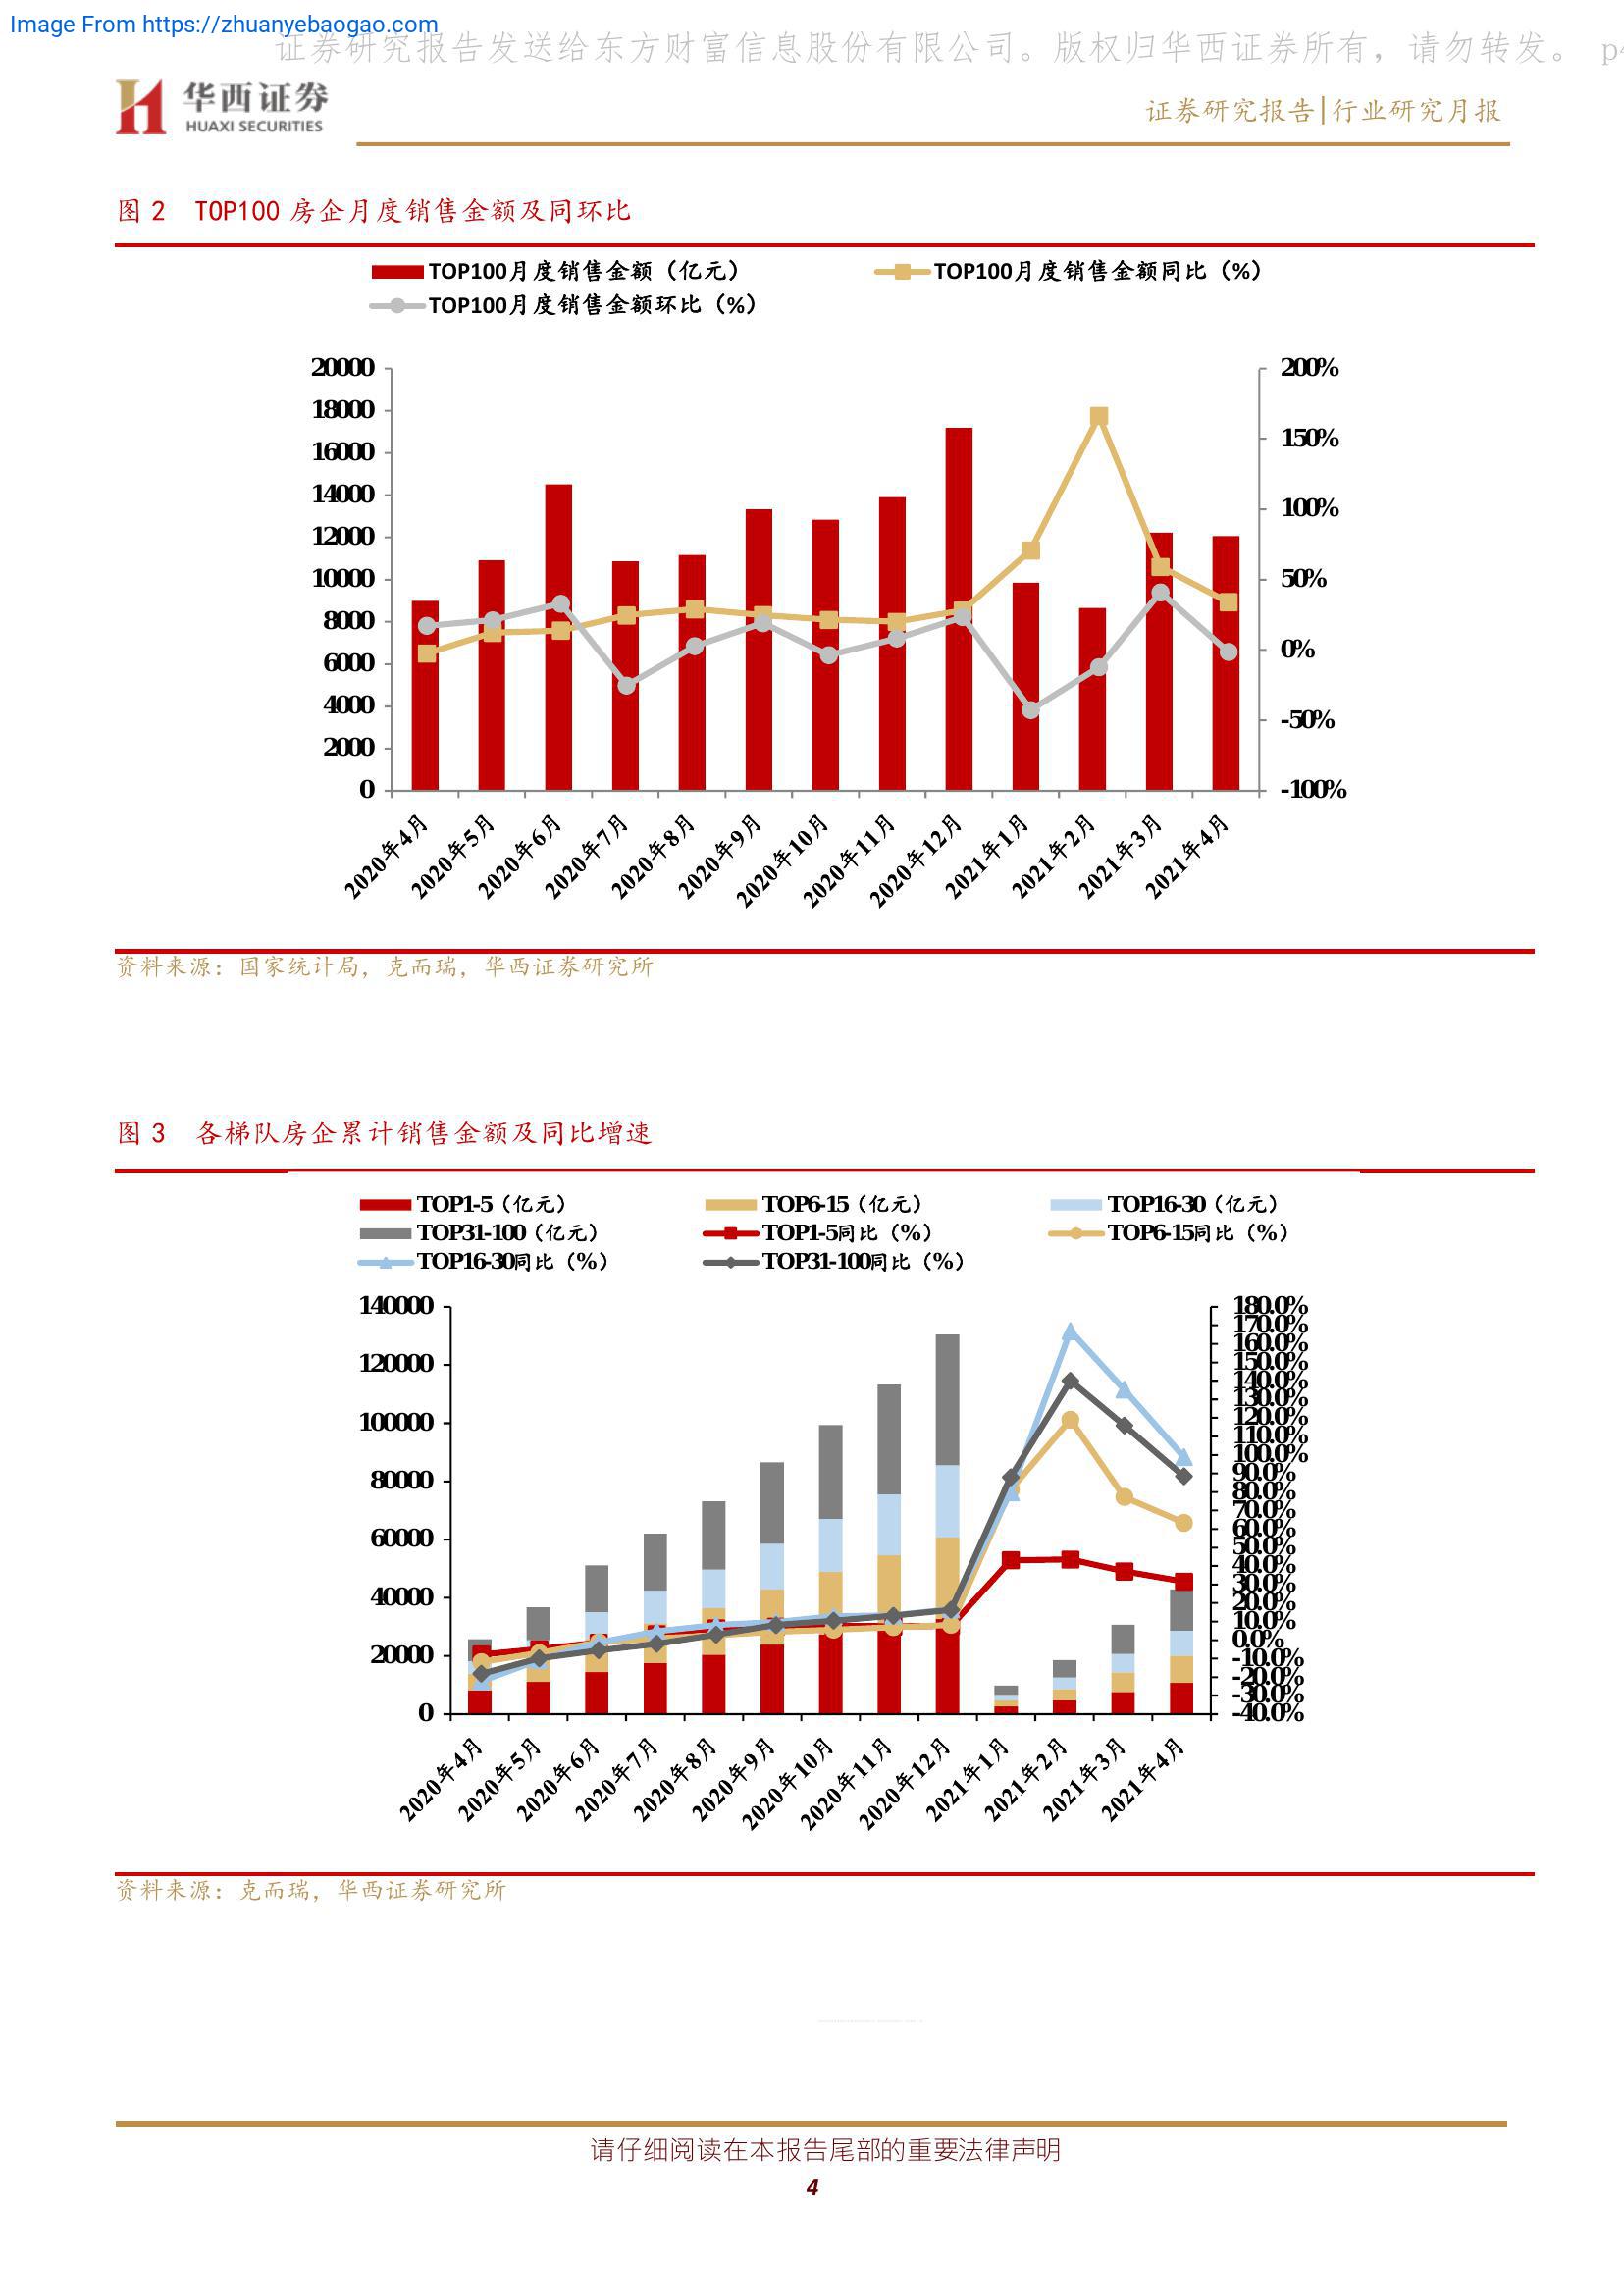 Image From https://zhuanyebaogao.com
证券研究报告发送给东方财富信息股份有限公司。版权归华西证券所有，请勿转发。 p4
华西证券
HUAXI SECURITIES
证券研究报告|行业研究月报
图 2 TOP100 房企月度销售金额及同环比
TOP100月度销售金额（亿元） TOP100月度销售金额同比（%）
TOP100月度销售金额环比（%）
20000 200%
18000
16000 150%
14000
12000 100%
10000 50%
8000
6000 0%
4000
2000 -50%
0 -100%
2020年4月 2020年5月 2020年6月 2020年7月 2020年8月 2020年9月 2020年10月 2020年11月 2020年12月 2021年1月 2021年2月 2021年3月 2021年4月
资料来源：国家统计局，克而瑞，华西证券研究所
图 3 各梯队房企累计销售金额及同比增速
TOP1-5（亿元） TOP6-15（亿元） TOP16-30（亿元）
TOP31-100（亿元） TOP1-5同比（%） TOP6-15同比（%）
TOP16-30同比（%） TOP31-100同比（%）
140000 180.0%
170.0%
160.0%
120000 150.0%
140.0%
130.0%
100000 120.0%
110.0%
100.0%
80000 90.0%
80.0%
70.0%
60000 60.0%
50.0%
40.0%
40000 30.0%
20.0%
10.0%
0.0%
20000 -10.0%
-20.0%
-30.0%
0 -40.0%
2020年4月 2020年5月 2020年6月 2020年7月 2020年8月 2020年9月 2020年10月 2020年11月 2020年12月 2021年1月 2021年2月 2021年3月 2021年4月
资料来源：克而瑞，华西证券研究所
请仔细阅读在本报告尾部的重要法律声明
4